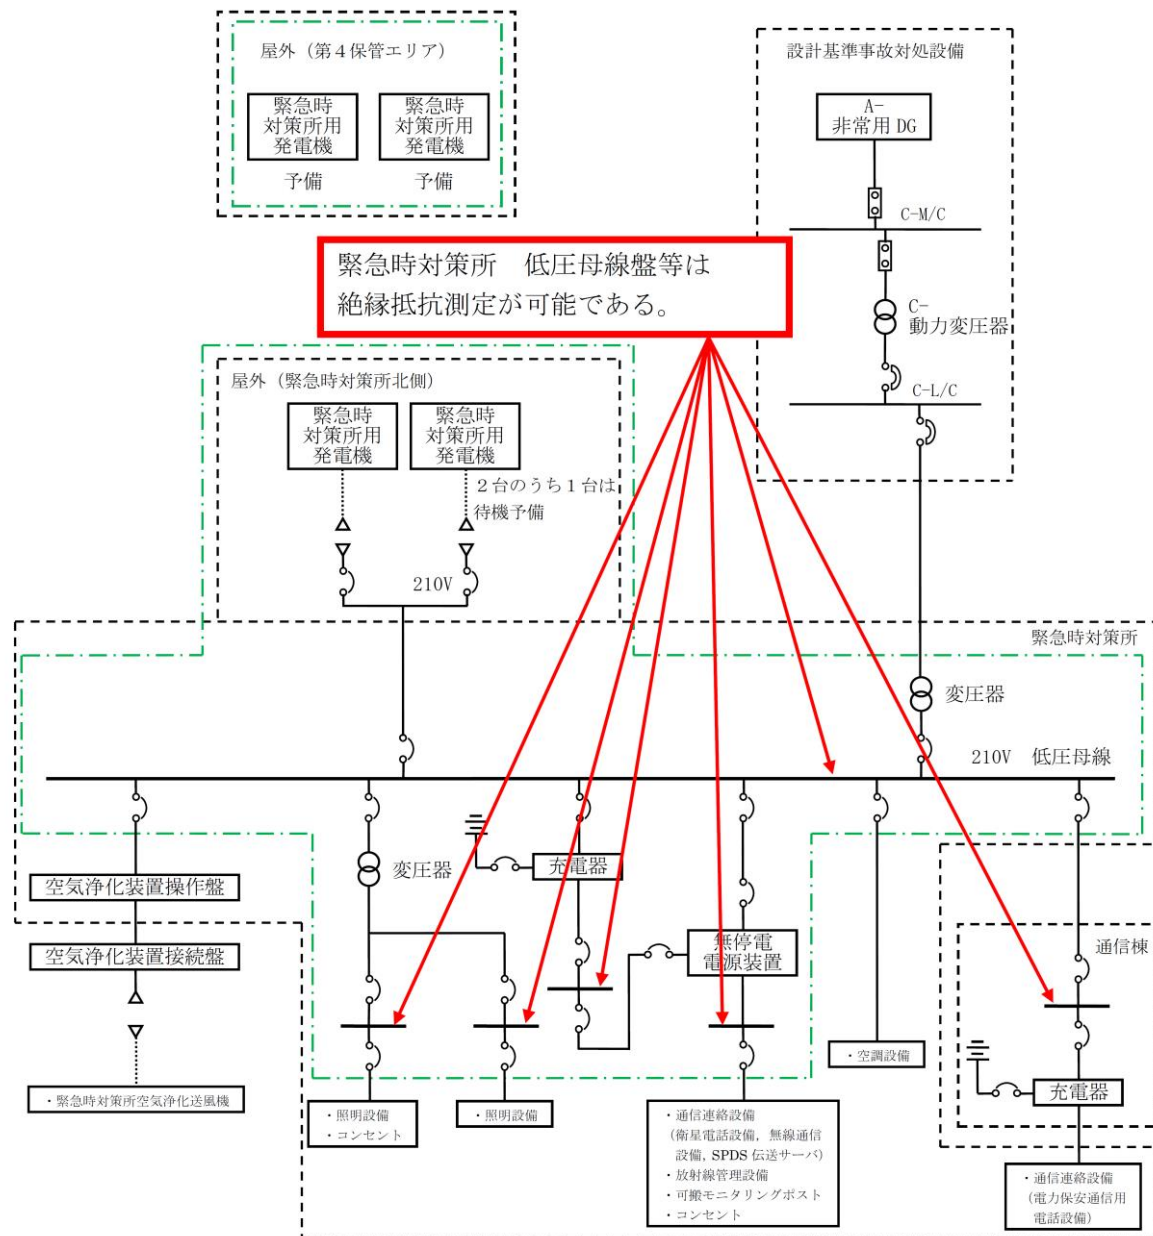 屋外（第４保管エリア）
緊急時
対策所用
発電機
予備
緊急時
対策所用
発電機
予備
設計基準事故対処設備
A-
非常用 DG
C-M/C
C-
動力変圧器
C-L/C
緊急時対策所　低圧母線盤等は
絶縁抵抗測定が可能である。
屋外（緊急時対策所北側）
緊急時
対策所用
発電機
緊急時
対策所用
発電機
２台のうち１台は
待機予備
210V
緊急時対策所
変圧器
210V　低圧母線
変圧器
充電器
空気浄化装置操作盤
空気浄化装置接続盤
無停電
電源装置
通信棟
・空調設備
充電器
・緊急時対策所空気浄化送風機
・照明設備
・コンセント
・照明設備
・通信連絡設備
（衛星電話設備，無線通信
設備，SPDS 伝送サーバ）
・放射線管理設備
・可搬モニタリングポスト
・コンセント
・通信連絡設備
（電力保安通信用
電話設備）